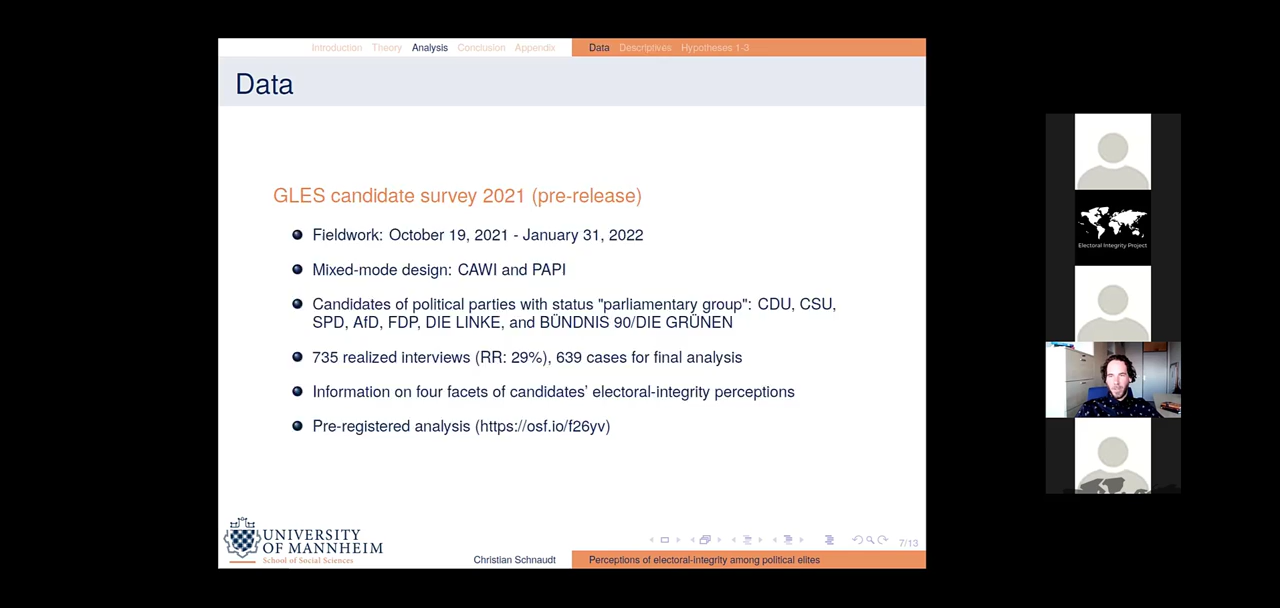 Introduction Theory Analysis Conclusion Appendix Data Descriptives Hypotheses 1-3
Data
GLES candidate survey 2021 (pre-release)
Fieldwork: October 19, 2021 - January 31, 2022
Mixed-mode design: CAWI and PAPI
Candidates of political parties with status "parliamentary group": CDU, CSU,
SPD, AfD, FDP, DIE LINKE, and BÜNDNIS 90/DIE GRÜNEN
735 realized interviews (RR: 29%), 639 cases for final analysis
Information on four facets of candidates' electoral-integrity perceptions
Pre-registered analysis (https://osf.io/f26yv)
UNIVERSITY
OF MANNHEIM
School of Social Sciences
7/13
Christian Schnaudt Perceptions of electoral-integrity among political elites
Electoral Integrity Project